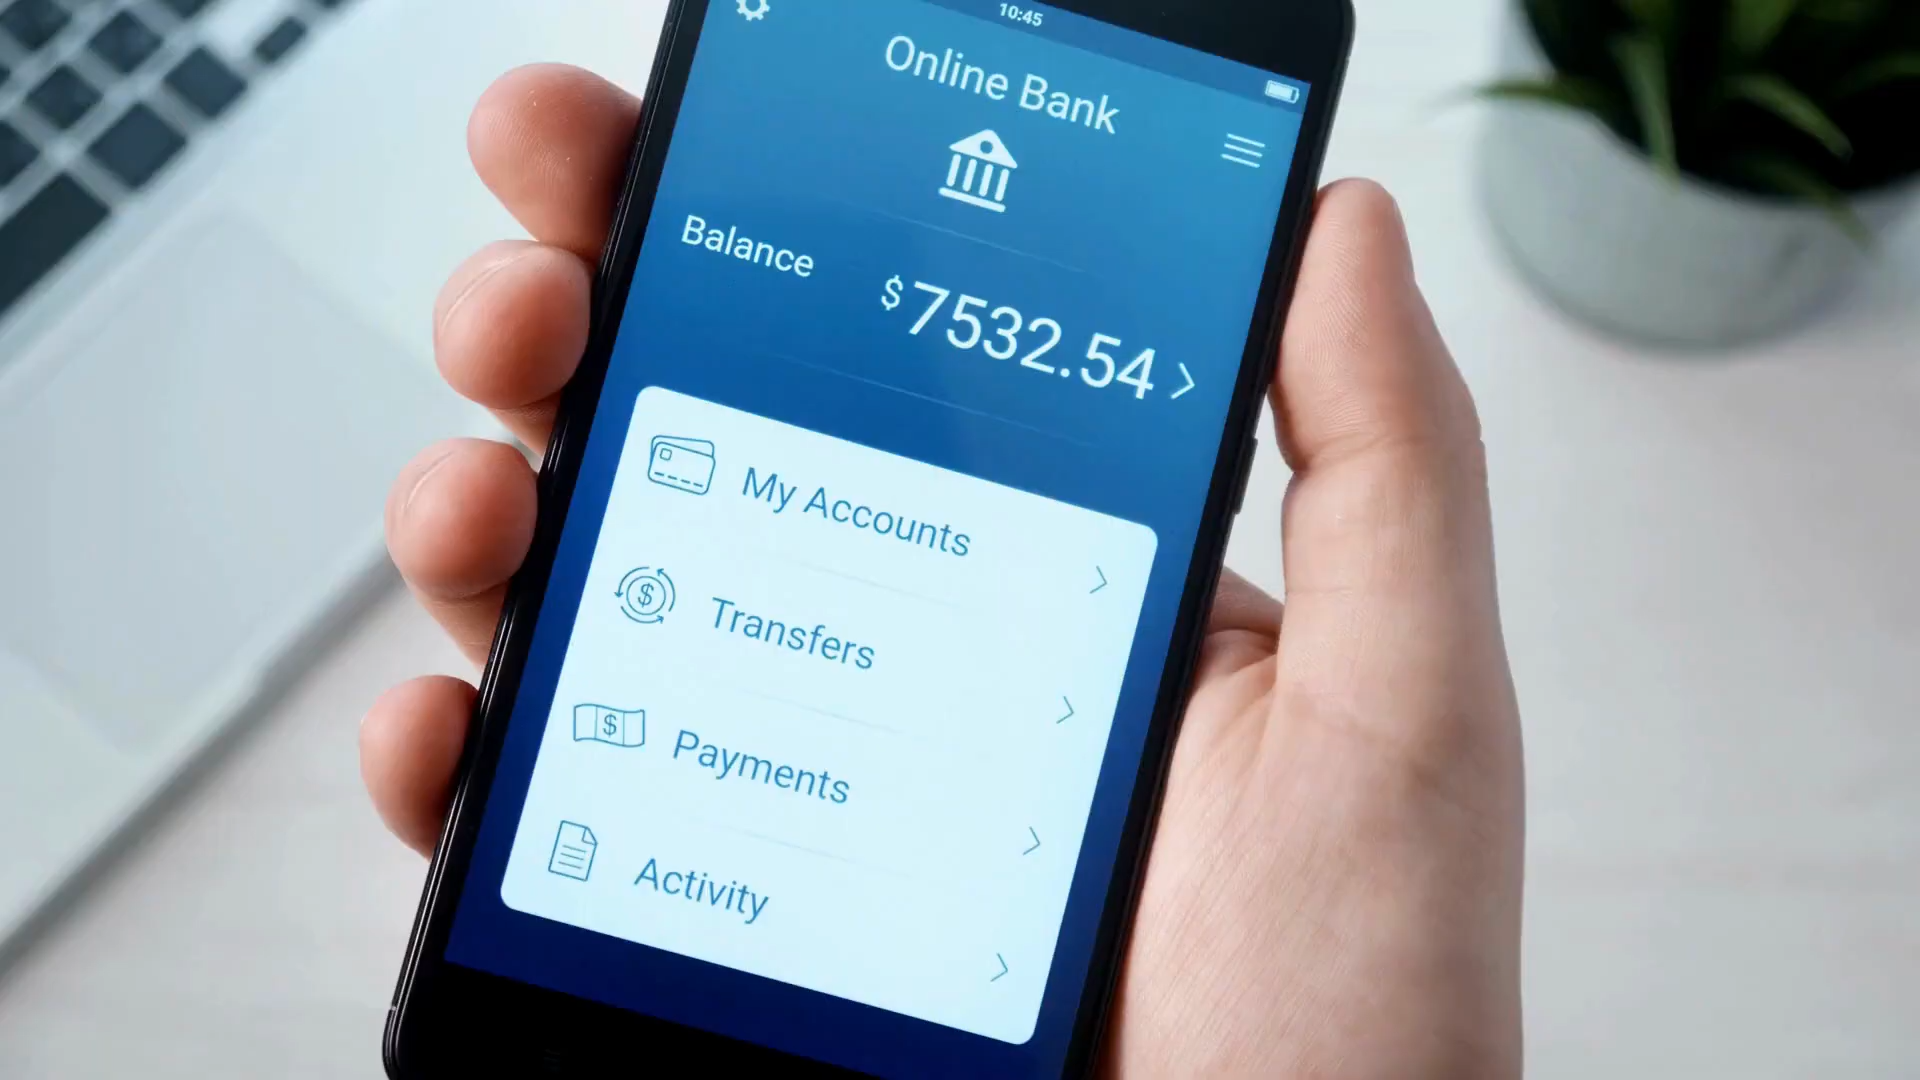 10:45
Online Bank
Balance
$7532.54
My Accounts
Transfers
Payments
Activity